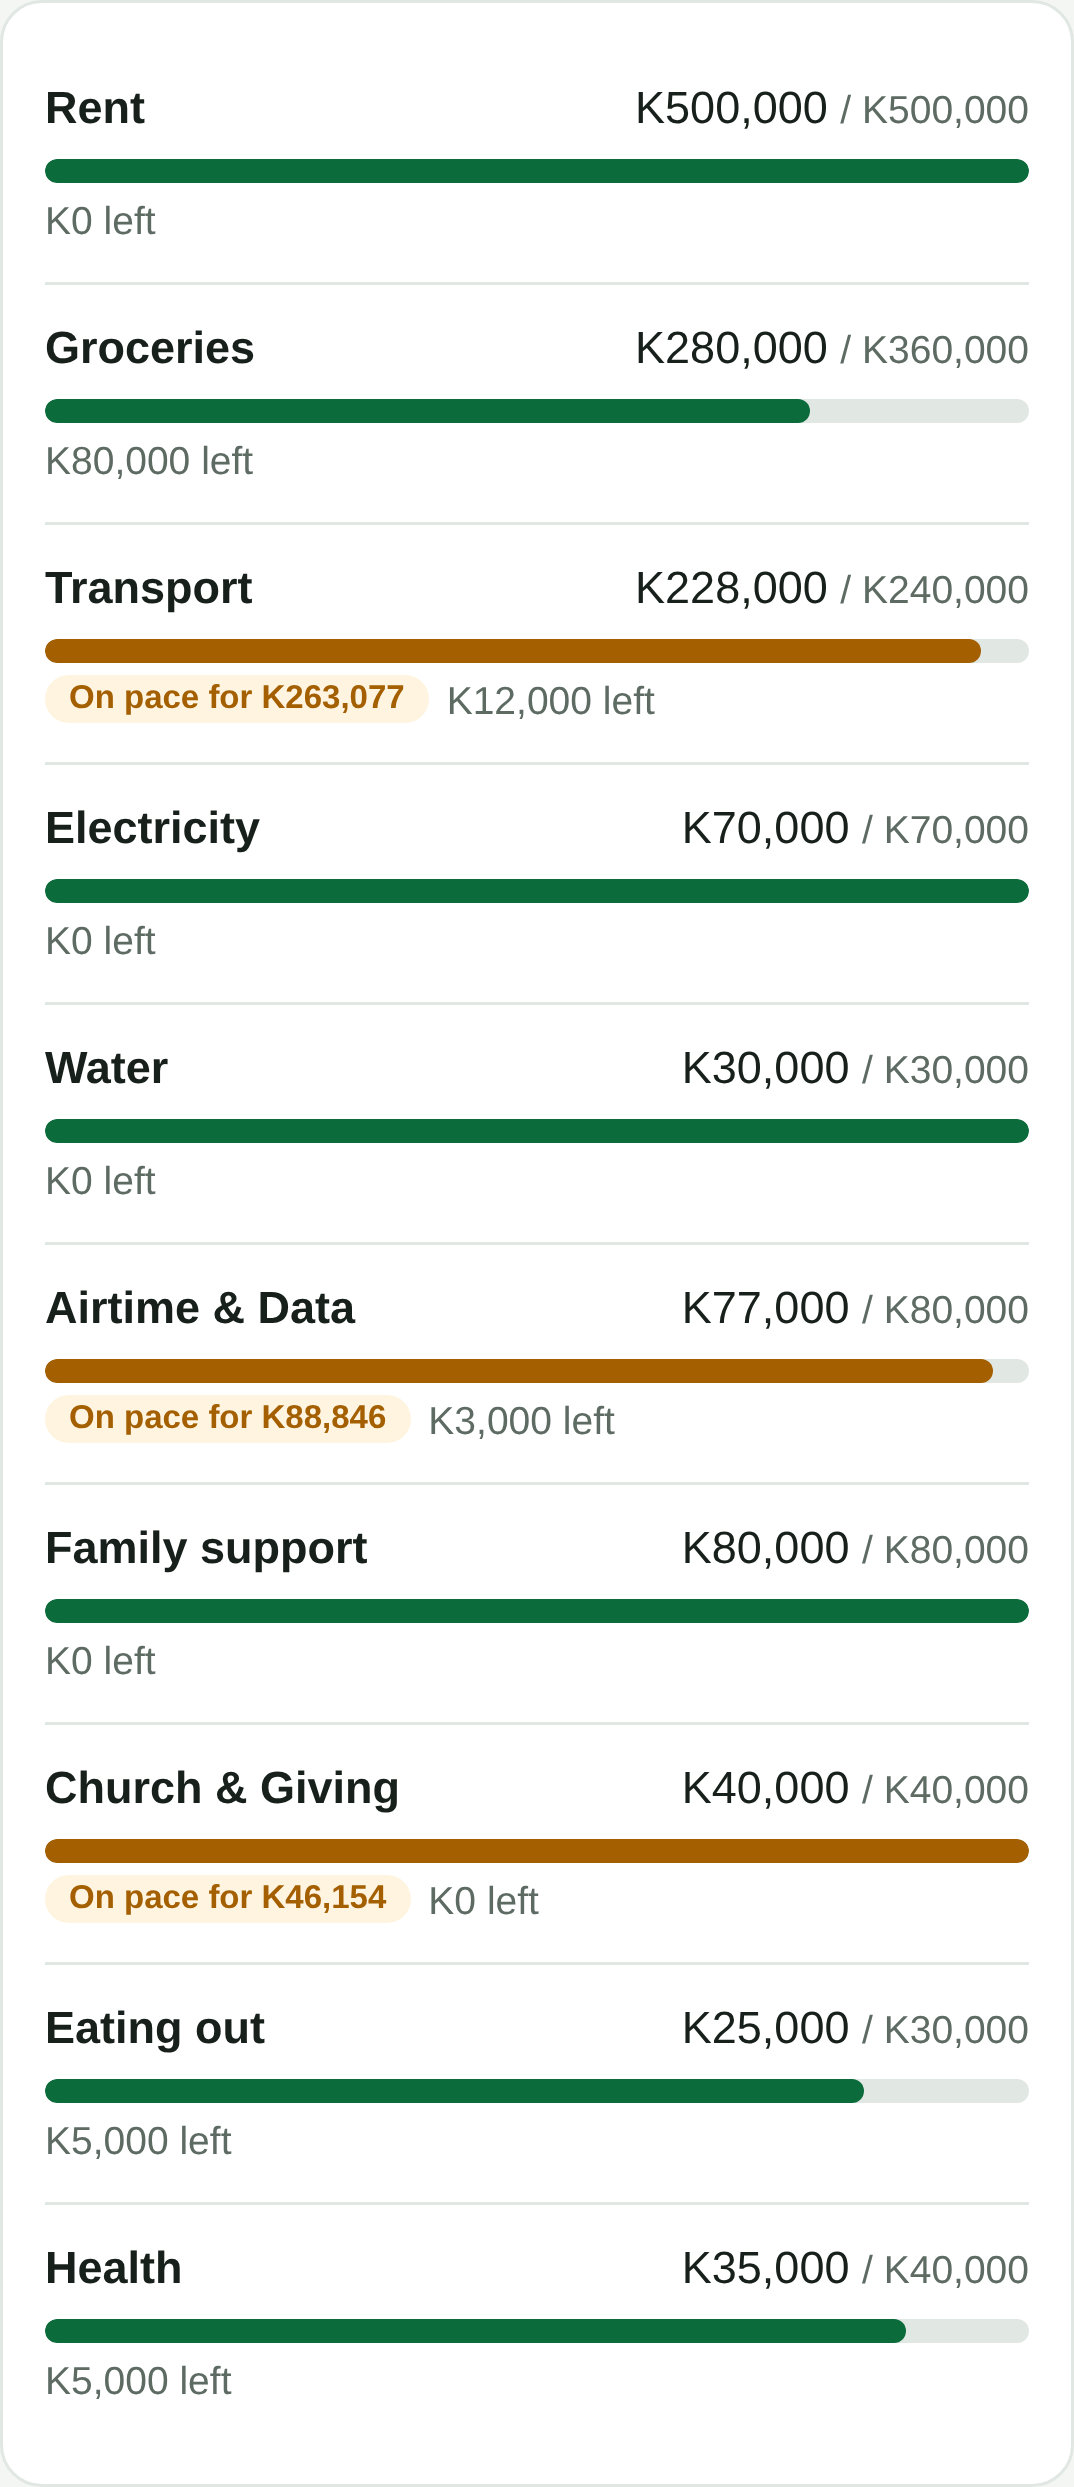 Rent K500,000 / K500,000
K0 left
Groceries K280,000 / K360,000
K80,000 left
Transport K228,000 / K240,000
On pace for K263,077 K12,000 left
Electricity K70,000 / K70,000
K0 left
Water K30,000 / K30,000
K0 left
Airtime & Data K77,000 / K80,000
On pace for K88,846 K3,000 left
Family support K80,000 / K80,000
K0 left
Church & Giving K40,000 / K40,000
On pace for K46,154 K0 left
Eating out K25,000 / K30,000
K5,000 left
Health K35,000 / K40,000
K5,000 left